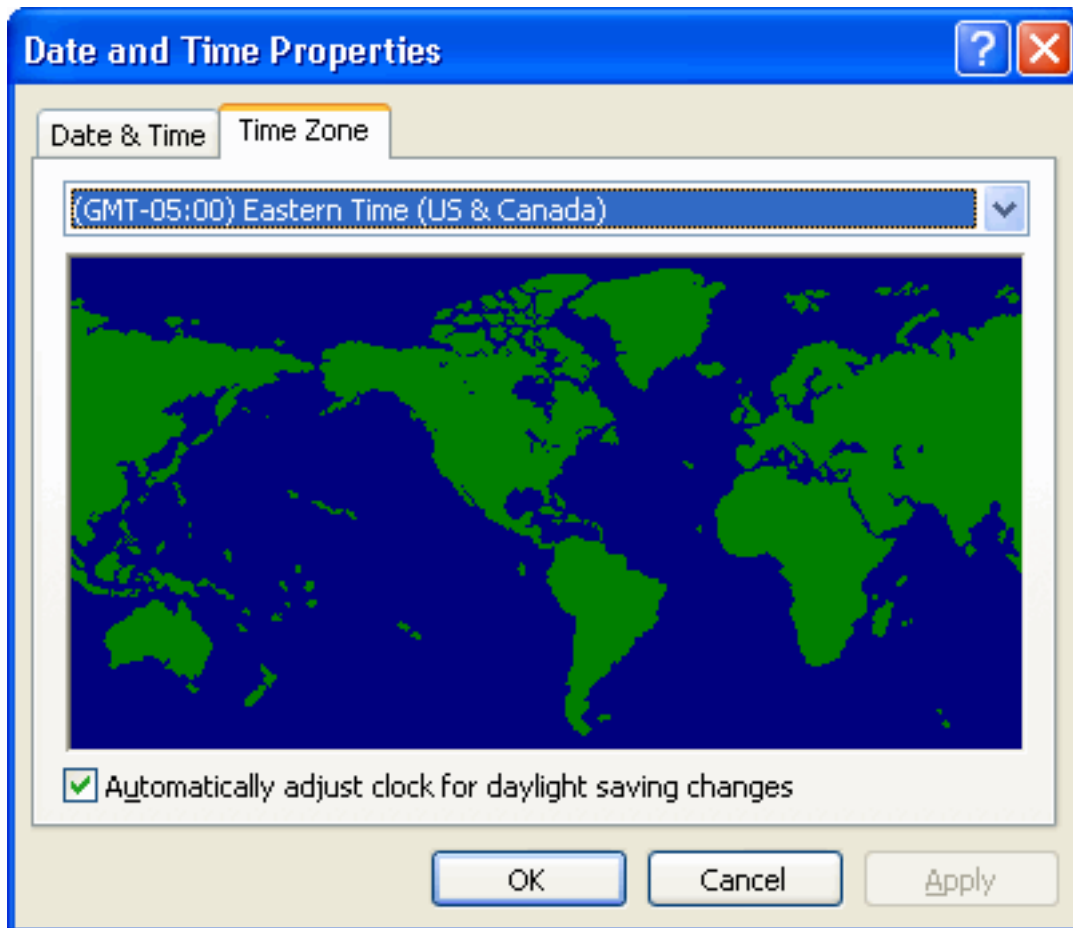 Date and Time Properties
Date & Time
Time Zone
(GMT-05:00) Eastern Time (US & Canada)
Automatically adjust clock for daylight saving changes
OK
Cancel
Apply